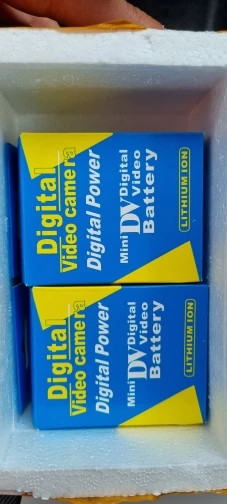 Digital
Video camera
Digital Power
Mini DV Digital Video Battery
LITHIUM ION
Digital
Video camera
Digital Power
Mini DV Digital Video Battery
LITHIUM ION